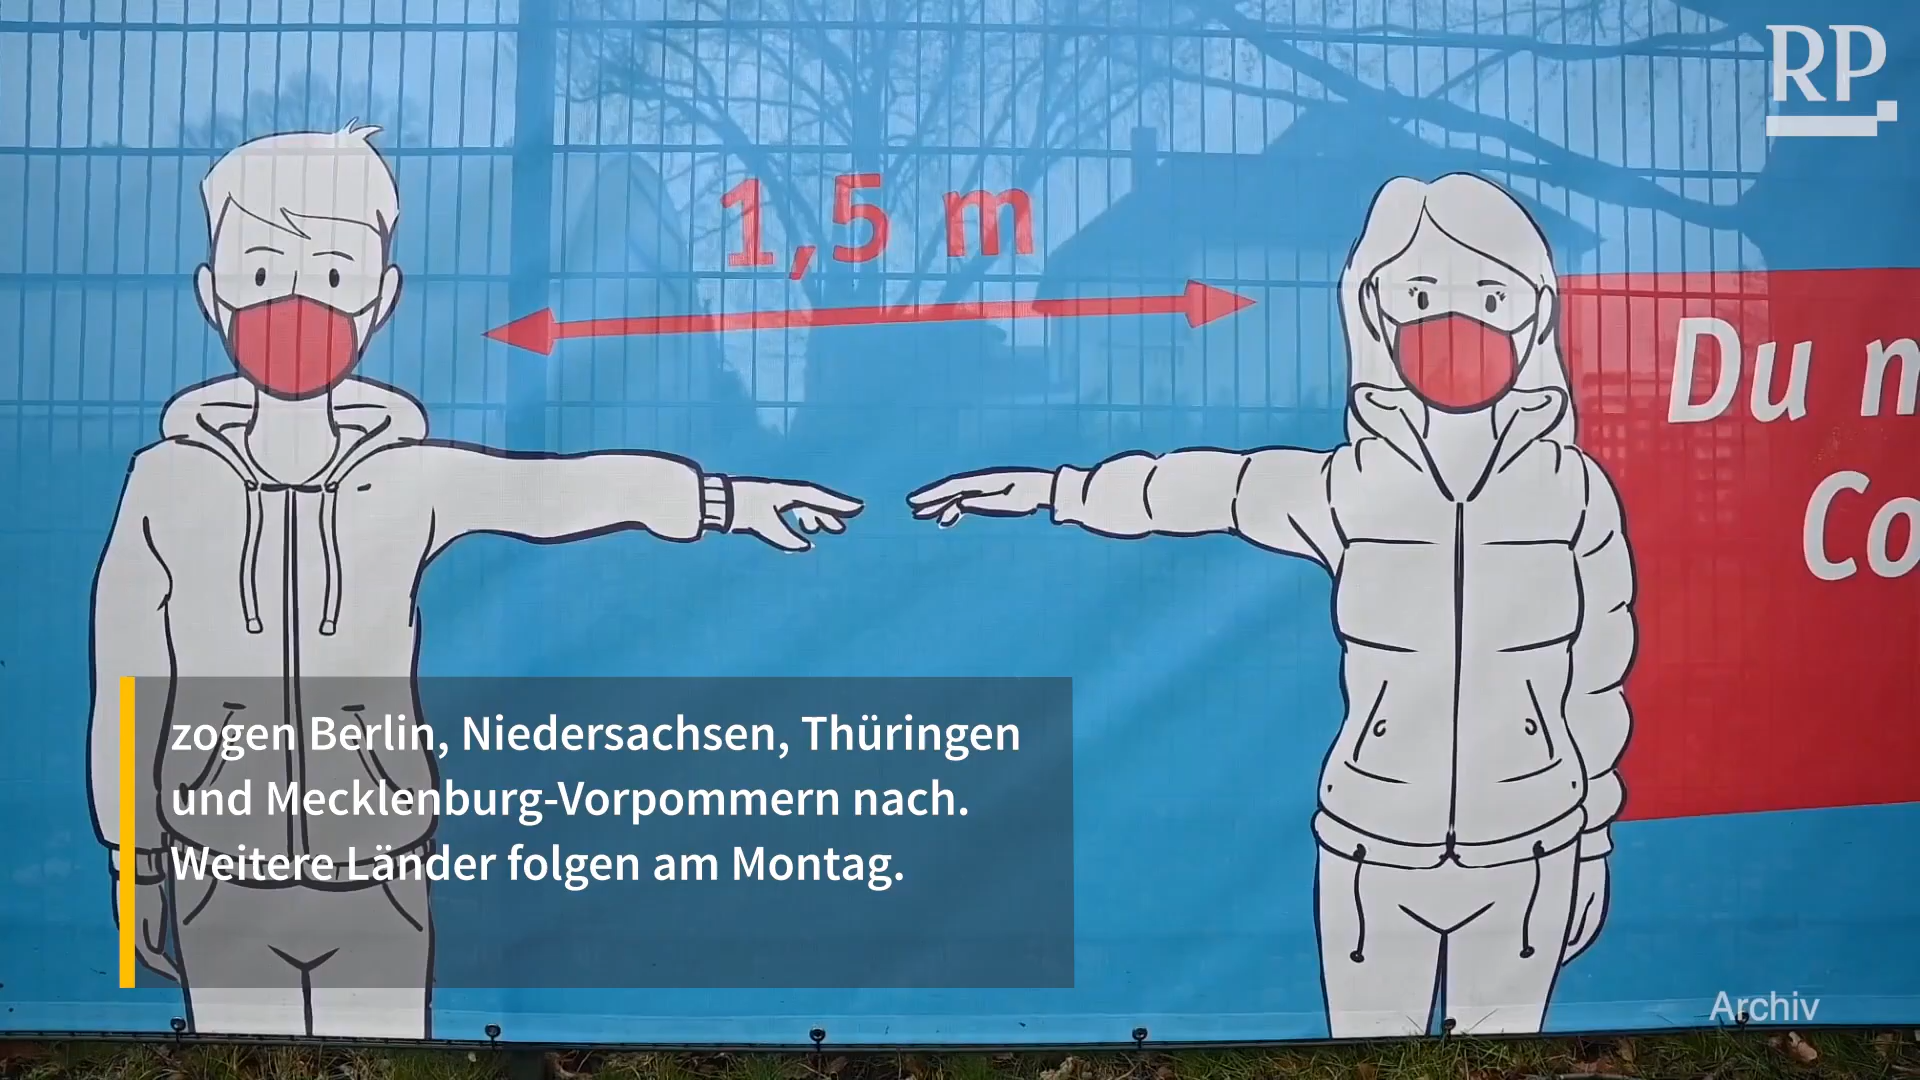 RP
1,5 m
Du m
Co
zogen Berlin, Niedersachsen, Thüringen
und Mecklenburg-Vorpommern nach.
Weitere Länder folgen am Montag.
Archiv